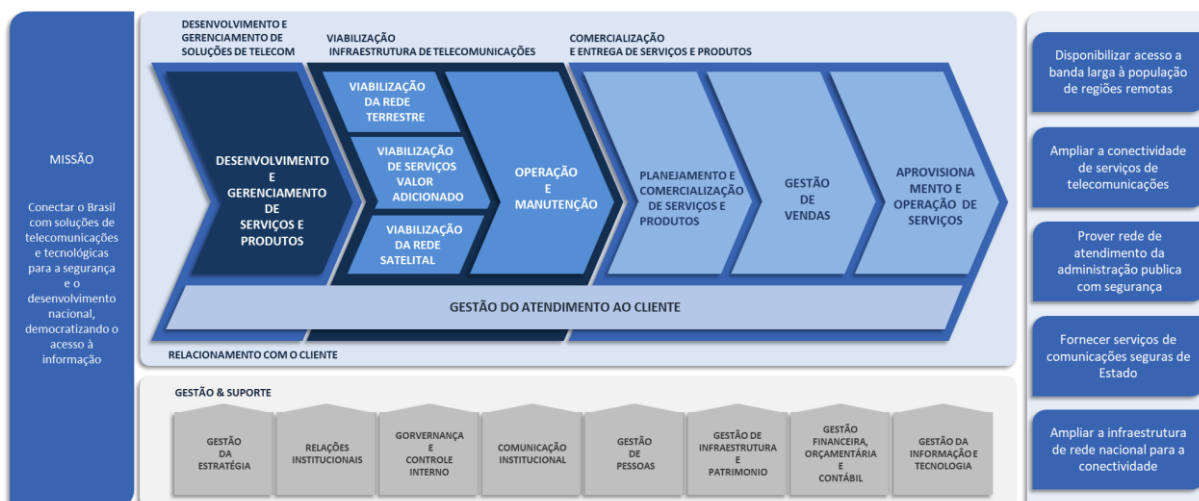 MISSÃO
Conectar o Brasil
com soluções de
telecomunicações
e tecnológicas
para a segurança
e o
desenvolvimento
nacional,
democratizando o
acesso à
informação
DESENVOLVIMENTO E
GERENCIAMENTO DE
SOLUÇÕES DE TELECOM
VIABILIZAÇÃO
INFRAESTRUTURA DE TELECOMUNICAÇÕES
COMERCIALIZAÇÃO
E ENTREGA DE SERVIÇOS E PRODUTOS
DESENVOLVIMENTO
E
GERENCIAMENTO
DE
SERVIÇOS E
PRODUTOS
VIABILIZAÇÃO
DA REDE
TERRESTRE
VIABILIZAÇÃO
DE SERVIÇOS
VALOR
ADICIONADO
VIABILIZAÇÃO
DA REDE
SATELITAL
OPERAÇÃO
E
MANUTENÇÃO
PLANEJAMENTO E
COMERCIALIZAÇÃO
DE SERVIÇOS E
PRODUTOS
GESTÃO
DE
VENDAS
APROVISIONA
MENTO E
OPERAÇÃO DE
SERVIÇOS
GESTÃO DO ATENDIMENTO AO CLIENTE
RELACIONAMENTO COM O CLIENTE
GESTÃO & SUPORTE
GESTÃO
DA
ESTRATÉGIA
RELAÇÕES
INSTITUCIONAIS
GORVERNANÇA
E
CONTROLE
INTERNO
COMUNICAÇÃO
INSTITUCIONAL
GESTÃO
DE
PESSOAS
GESTÃO DE
INFRAESTRUTURA
E
PATRIMONIO
GESTÃO
FINANCEIRA,
ORÇAMENTÁRIA
E
CONTÁBIL
GESTÃO DA
INFORMAÇÃO E
TECNOLOGIA
Disponibilizar acesso a
banda larga à população
de regiões remotas
Ampliar a conectividade
de serviços de
telecomunicações
Prover rede de
atendimento da
administração publica
com segurança
Fornecer serviços de
comunicações seguras de
Estado
Ampliar a infraestrutura
de rede nacional para a
conectividade